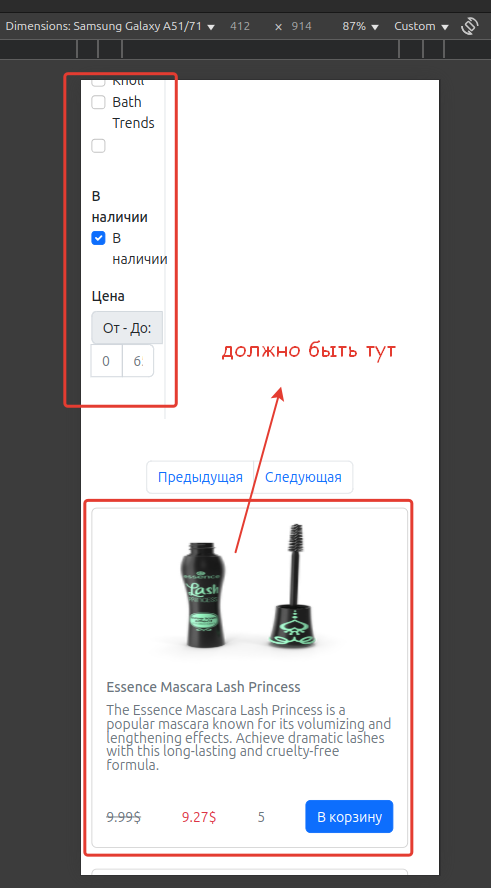 Dimensions: Samsung Galaxy A51/71 412 x 914 87% Custom
Knoll
Bath
Trends
В
наличии
В
наличии
Цена
От - До:
0 6.
должно быть тут
Предыдущая Следующая
essence
Lash
PRINCESS
Essence Mascara Lash Princess
The Essence Mascara Lash Princess is a
popular mascara known for its volumizing and
lengthening effects. Achieve dramatic lashes
with this long-lasting and cruelty-free
formula.
9.99$ 9.27$ 5 В корзину